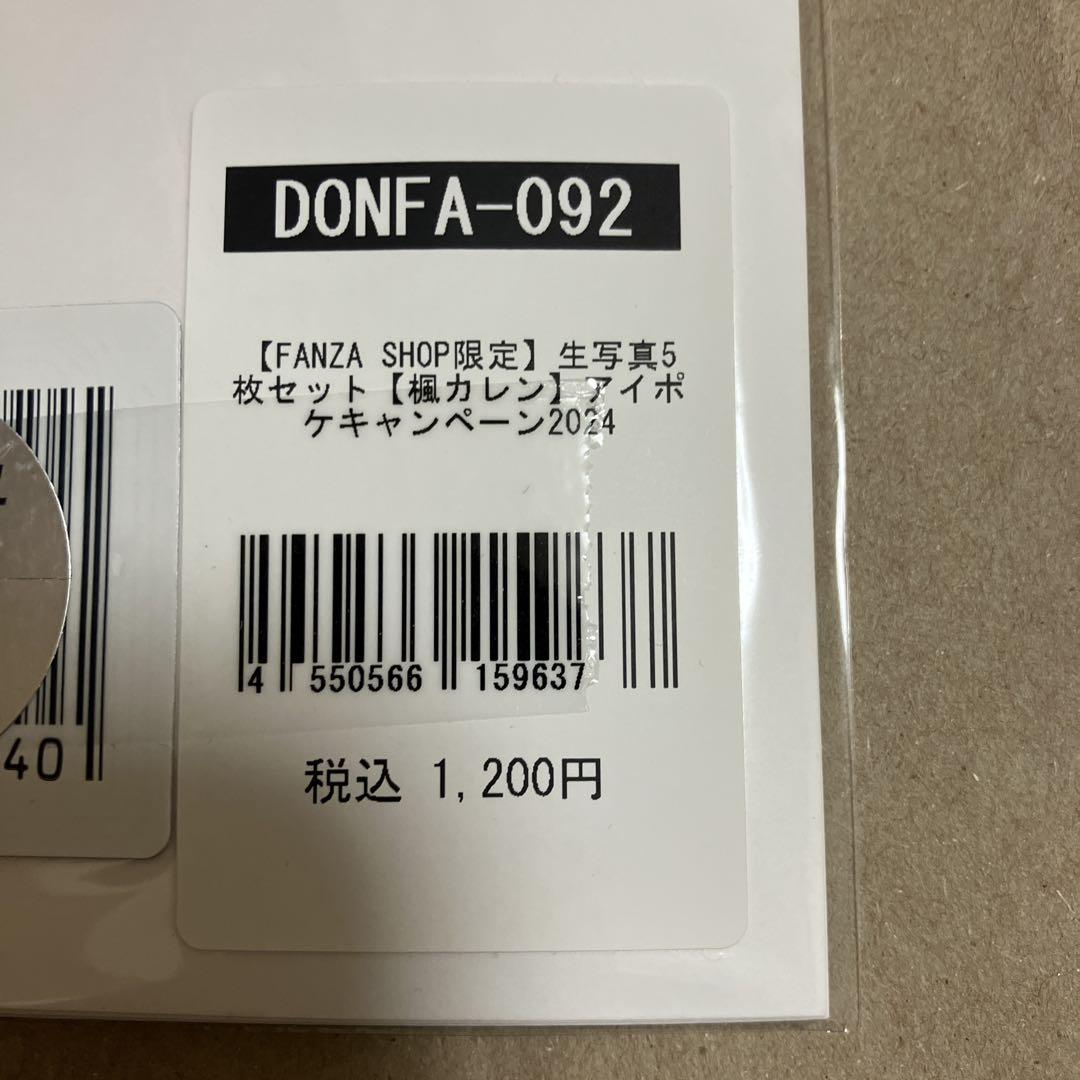 DONFA-092
【FANZA SHOP限定】生写真5
枚セット【楓カレン】アイポ
ケキャンペーン2024
4 550566 159637
税込 1,200円
40